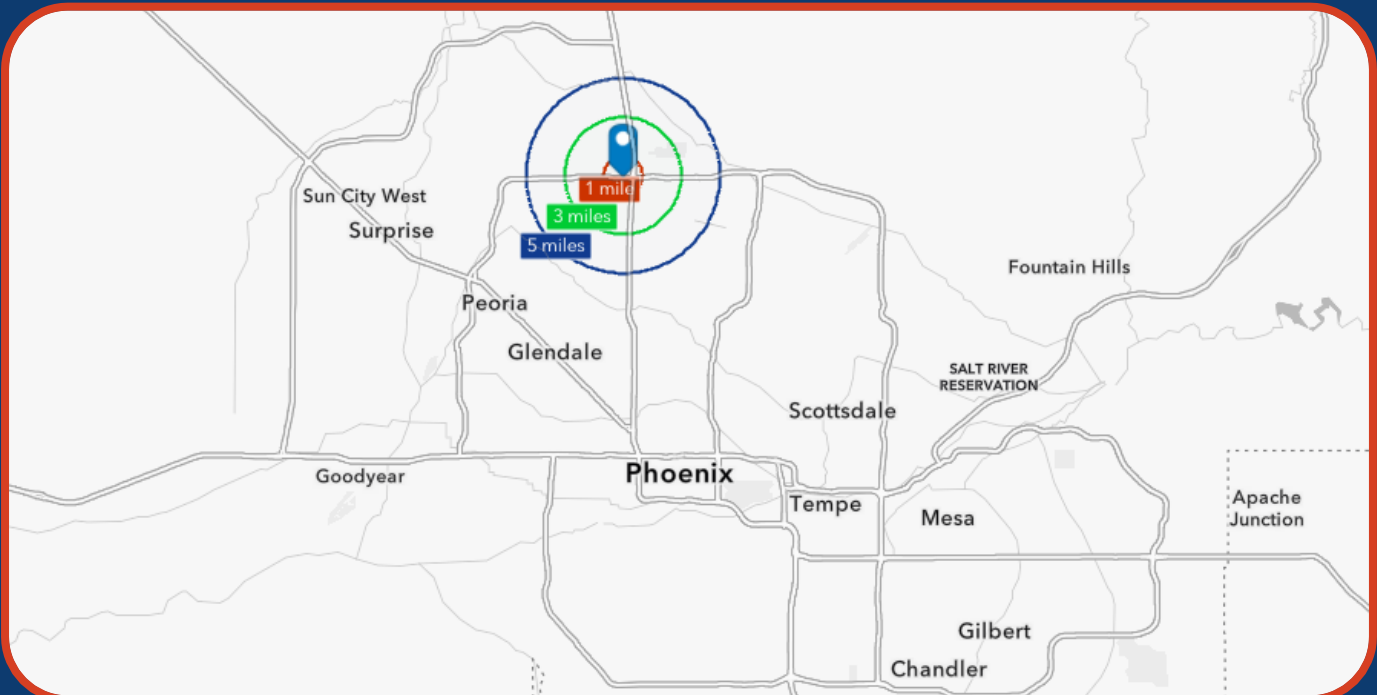 1 mile
Sun City West
3 miles
Surprise
5 miles
Fountain Hills
Peoria
Glendale
SALT RIVER
RESERVATION
Scottsdale
Phoenix
Goodyear
Tempe
Mesa
Apache
Junction
Gilbert
Chandler